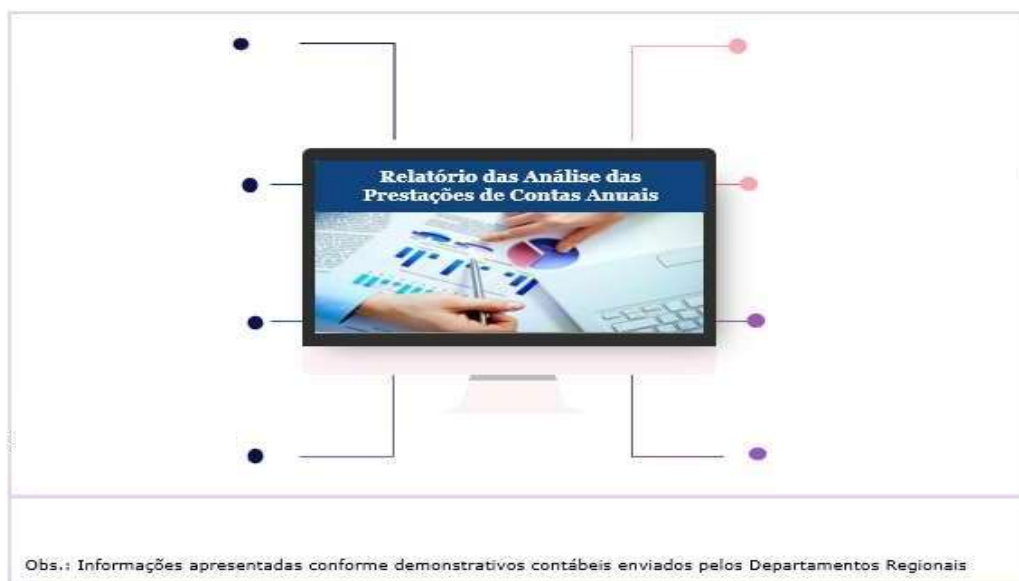 Relatório das Análise das
Prestações de Contas Anuais
Obs.: Informações apresentadas conforme demonstrativos contábeis enviados pelos Departamentos Regionais